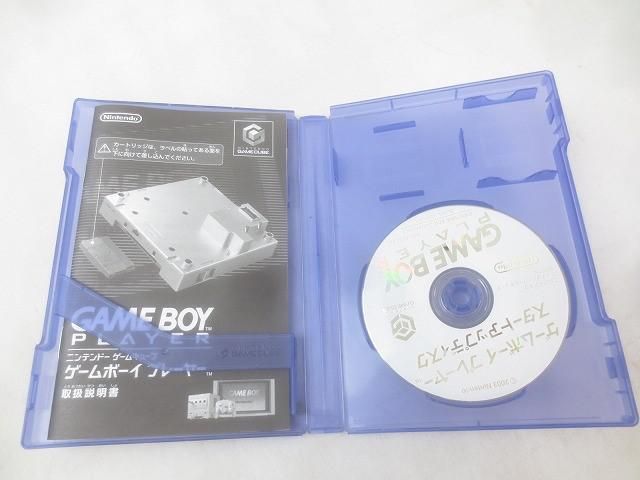 Nintendo
NINTENDO
GAMECUBE
カートリッジは、ラベルの貼ってある面を
下に向けて差し込んでください。
GAME BOY™
PLAYER
ニンテンドー ゲームキューブ
ゲームボーイ プレーヤー™
取扱説明書
GAME BOY
GAME BOY
PLAYER
Nintendo
ゲームボーイ プレーヤー
スタートアップディスク
© 2003 Nintendo